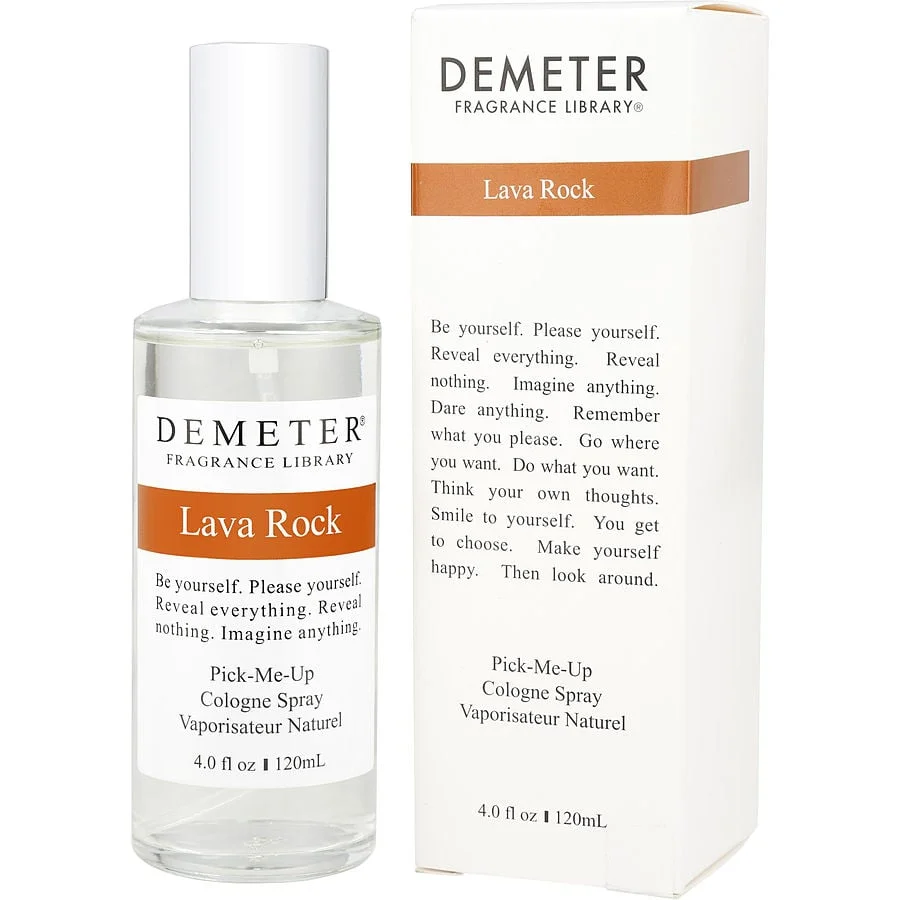 DEMETER®
FRAGRANCE LIBRARY
Lava Rock
Be yourself. Please yourself.
Reveal everything. Reveal
nothing. Imagine anything.
Pick-Me-Up
Cologne Spray
Vaporisateur Naturel
4.0 fl oz ▮ 120mL
DEMETER
FRAGRANCE LIBRARY®
Lava Rock
Be yourself. Please yourself.
Reveal everything. Reveal
nothing. Imagine anything.
Dare anything. Remember
what you please. Go where
you want. Do what you want.
Think your own thoughts.
Smile to yourself. You get
to choose. Make yourself
happy. Then look around.
Pick-Me-Up
Cologne Spray
Vaporisateur Naturel
4.0 fl oz ▮ 120mL